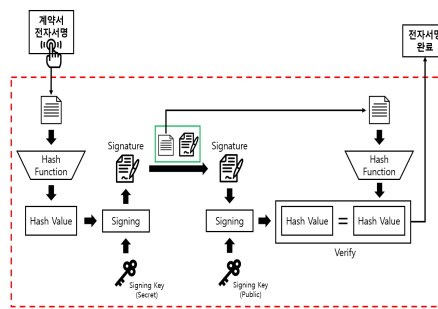 계약서
전자서명
전자서명
완료
Signature
Signature
Hash
Function
Hash
Function
Hash Value
Signing
Signing
Hash Value
=
Hash Value
Verify
Signing Key
(Secret)
Signing Key
(Public)